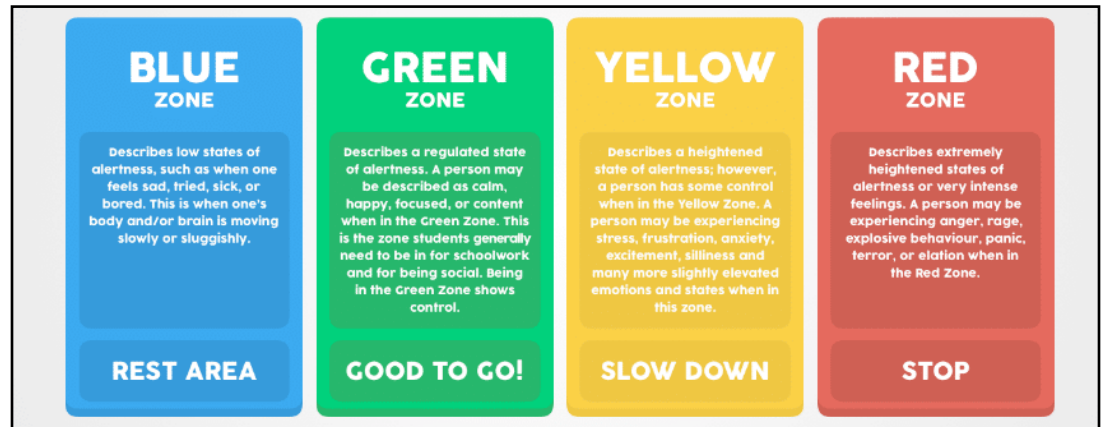 BLUE
ZONE
Describes low states of
alertness, such as when one
feels sad, tried, sick, or
bored. This is when one's
body and/or brain is moving
slowly or sluggishly.
REST AREA
GREEN
ZONE
Describes a regulated state
of alertness. A person may
be described as calm,
happy, focused, or content
when in the Green Zone. This
is the zone students generally
need to be in for schoolwork
and for being social. Being
in the Green Zone shows
control.
GOOD TO GO!
YELLOW
ZONE
Describes a heightened
state of alertness; however,
a person has some control
when in the Yellow Zone. A
person may be experiencing
stress, frustration, anxiety,
excitement, silliness and
many more slightly elevated
emotions and states when in
this zone.
SLOW DOWN
RED
ZONE
Describes extremely
heightened states of
alertness or very intense
feelings. A person may be
experiencing anger, rage,
explosive behaviour, panic,
terror, or elation when in
the Red Zone.
STOP